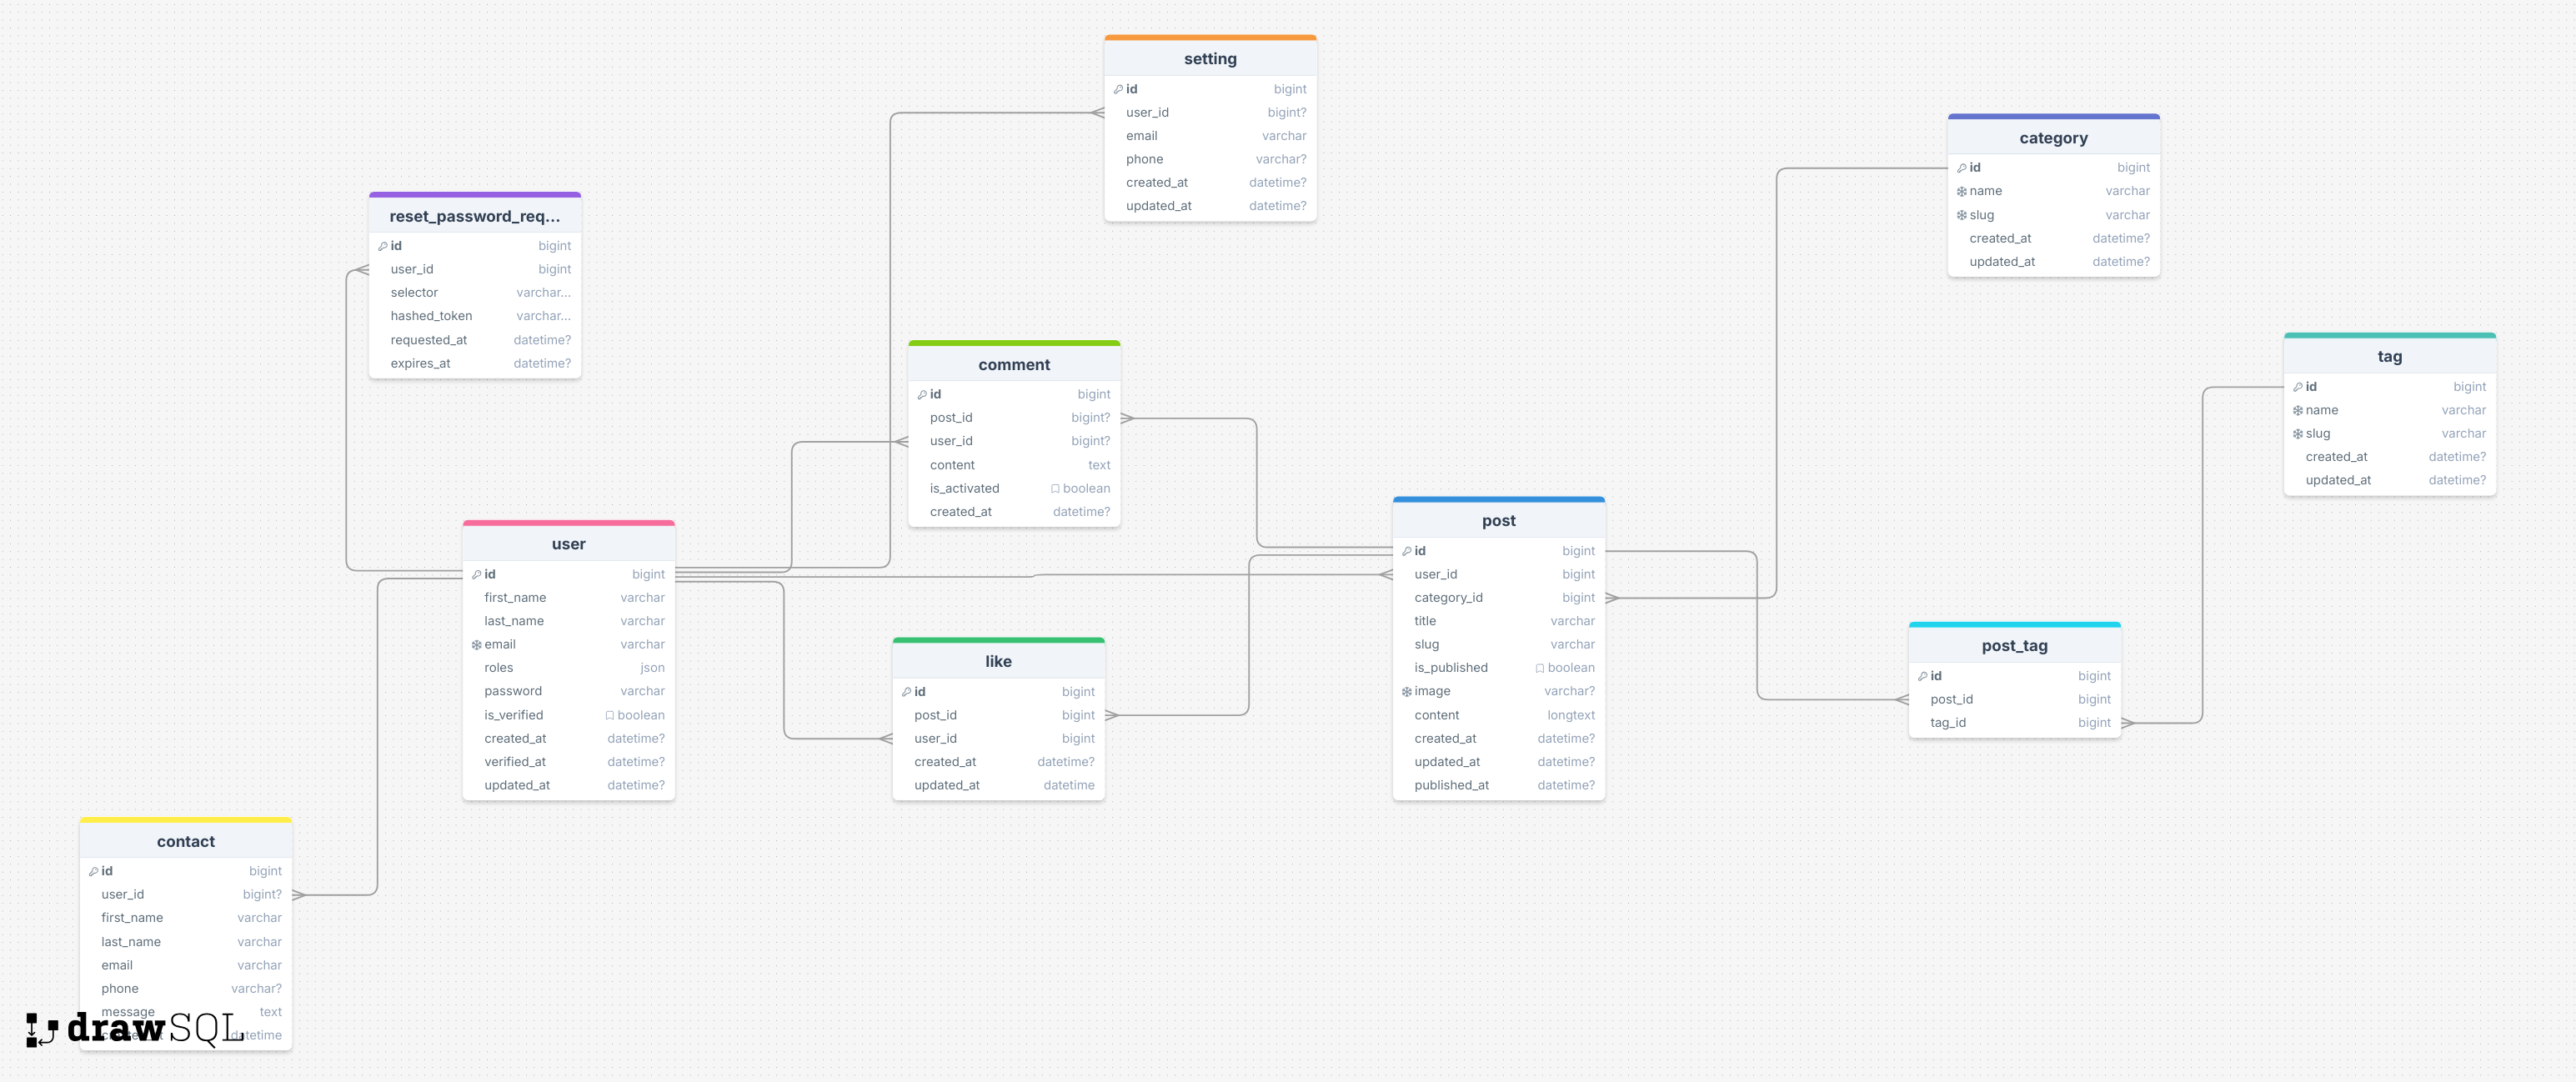 setting
id bigint
user_id bigint?
email varchar
phone varchar?
created_at datetime?
updated_at datetime?
category
id bigint
name varchar
slug varchar
created_at datetime?
updated_at datetime?
reset_password_req...
id bigint
user_id bigint
selector varchar...
hashed_token varchar...
requested_at datetime?
expires_at datetime?
comment
id bigint
post_id bigint?
user_id bigint?
content text
is_activated boolean
created_at datetime?
tag
id bigint
name varchar
slug varchar
created_at datetime?
updated_at datetime?
user
id bigint
first_name varchar
last_name varchar
email varchar
roles json
password varchar
is_verified boolean
created_at datetime?
verified_at datetime?
updated_at datetime?
post
id bigint
user_id bigint
category_id bigint
title varchar
slug varchar
is_published boolean
image varchar?
content longtext
created_at datetime?
updated_at datetime?
published_at datetime?
like
id bigint
post_id bigint
user_id bigint
created_at datetime?
updated_at datetime
post_tag
id bigint
post_id bigint
tag_id bigint
contact
id bigint
user_id bigint?
first_name varchar
last_name varchar
email varchar
phone varchar?
message text
datetime
drawSQL